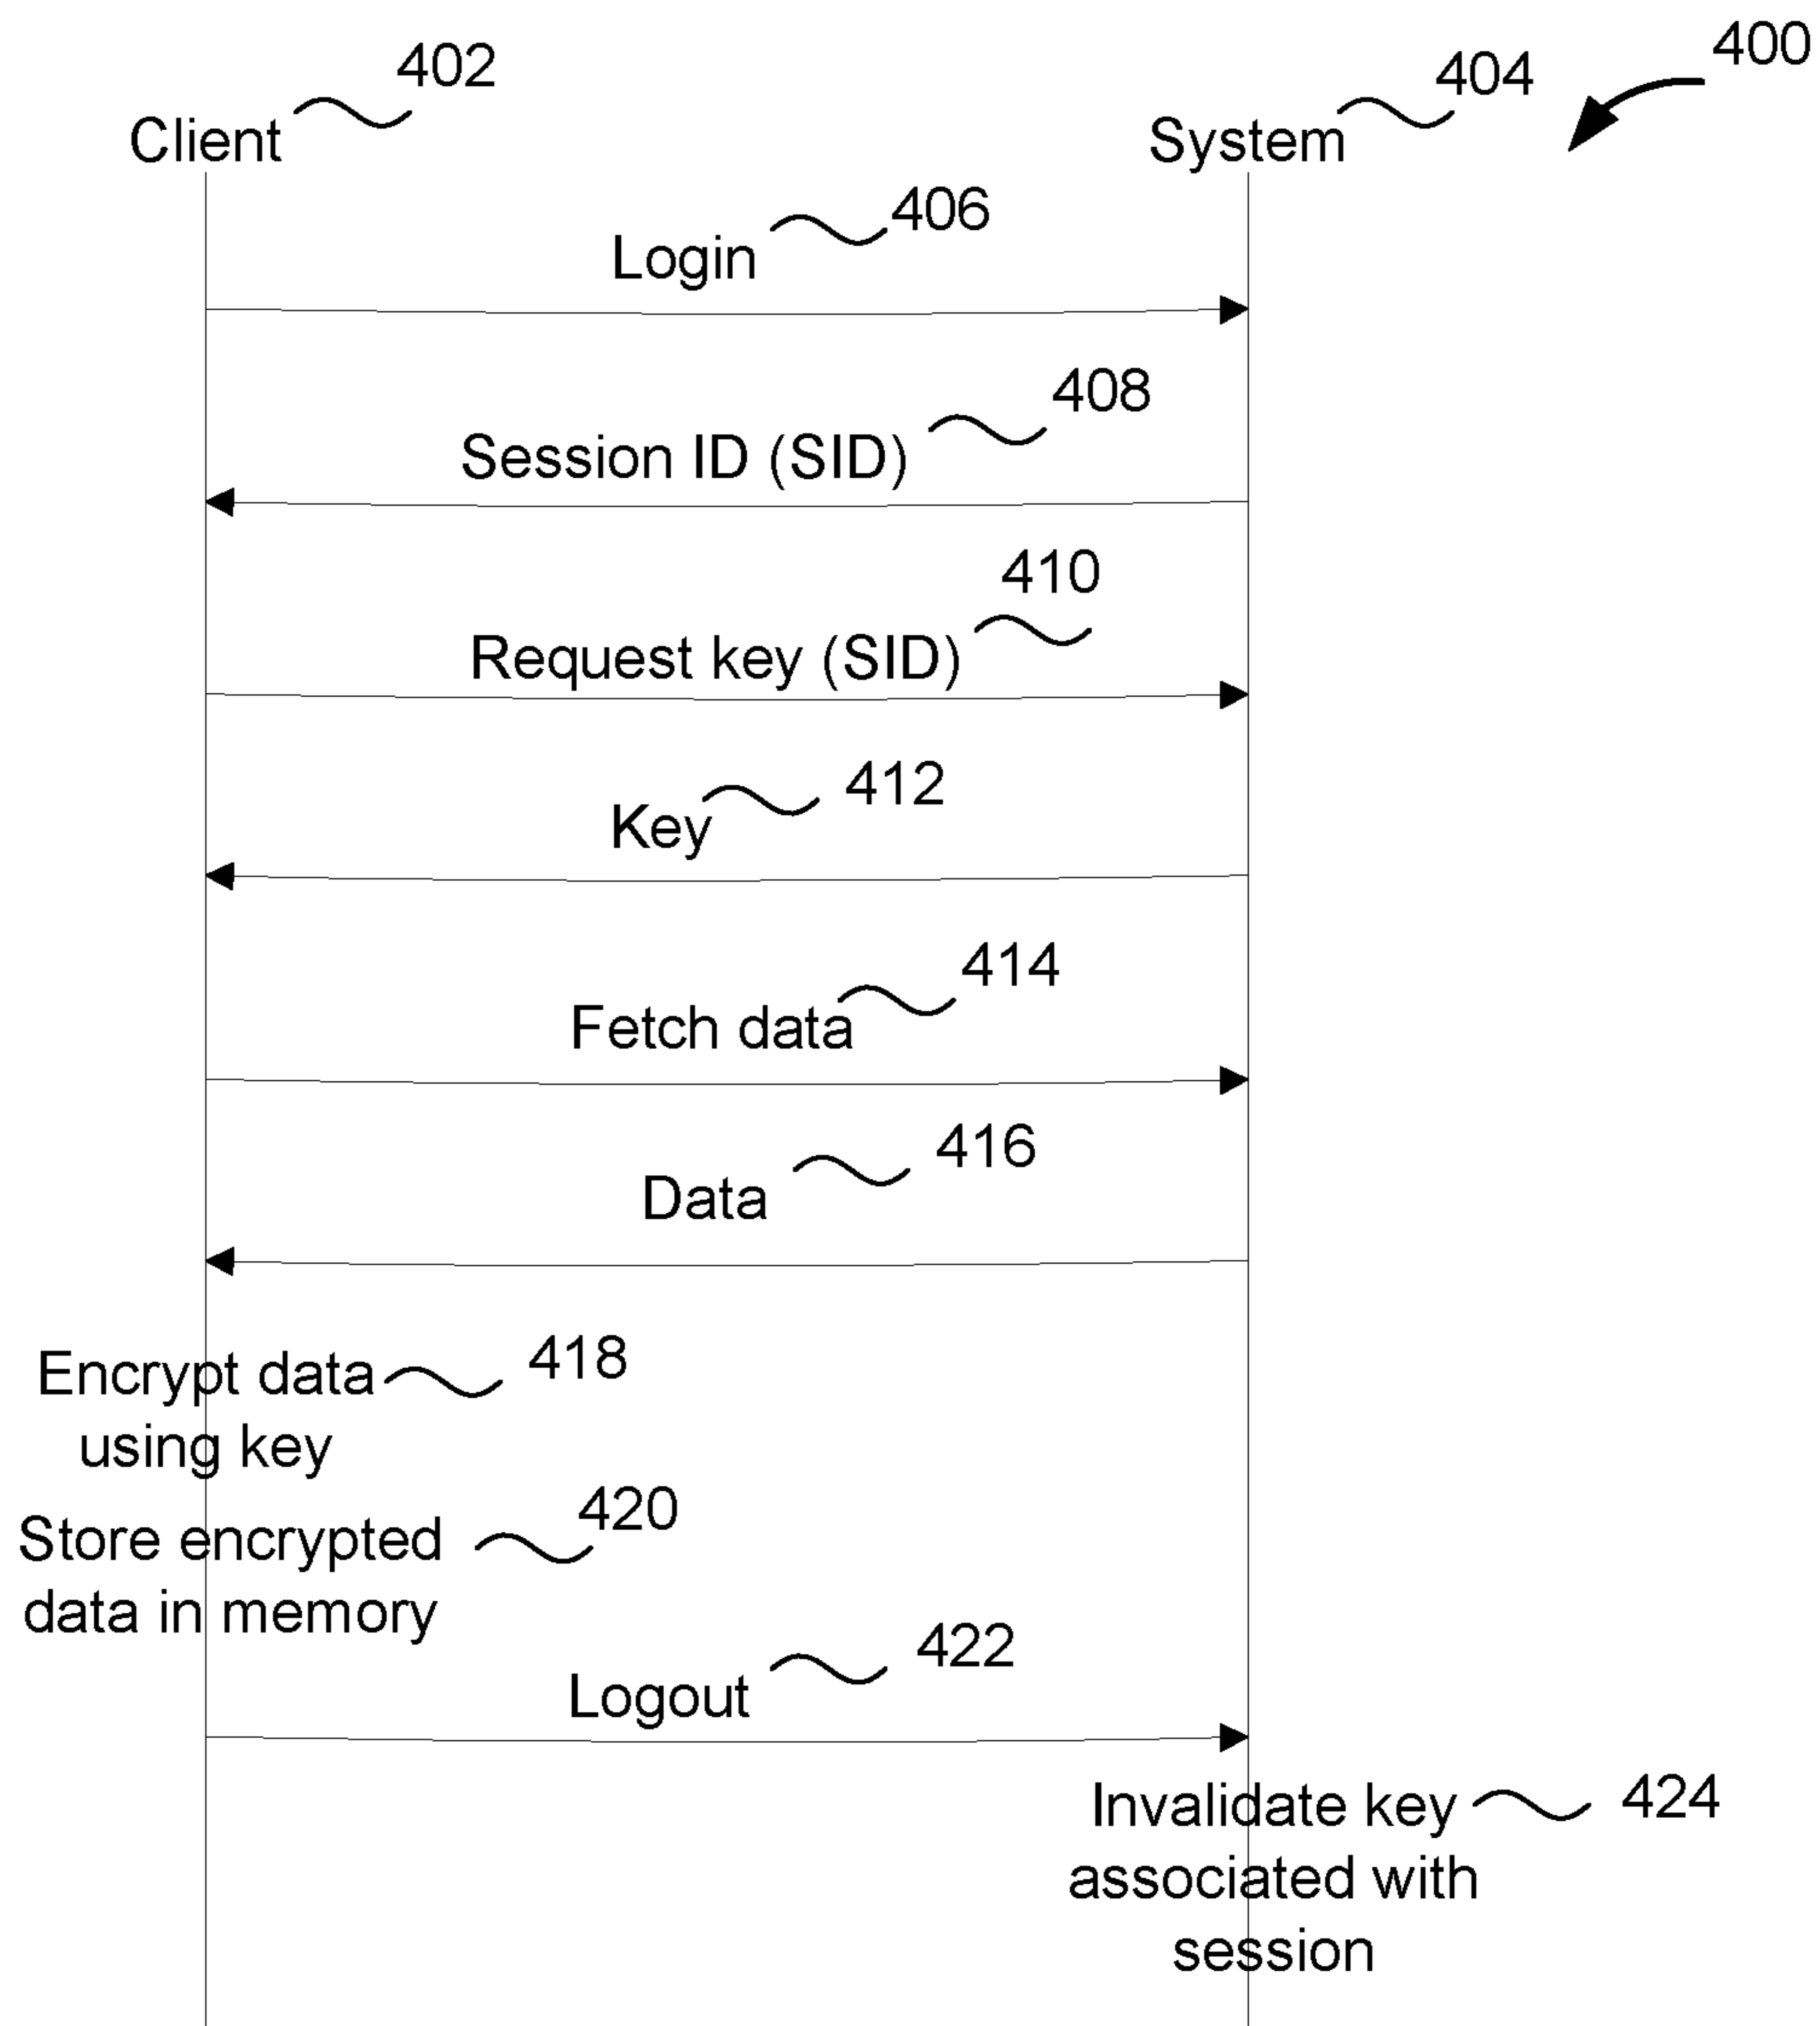 400
402
404
Client
System
406
Login
408
Session ID (SID)
410
Request key (SID)
412
Key
414
Fetch data
416
Data
418
Encrypt data
using key
420
Store encrypted
data in memory
422
Logout
424
Invalidate key
associated with
session